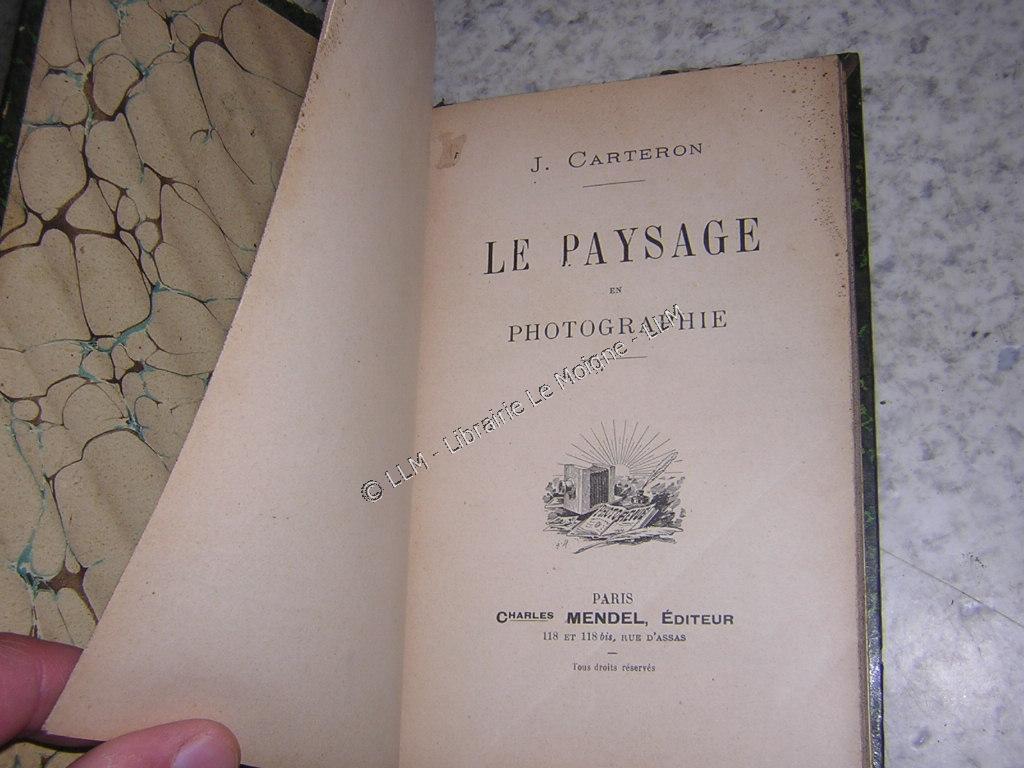 J. CARTERON
LE PAYSAGE
EN
PHOTOGRAPHIE
© LLM - Librairie Le Moigne - LLM
PARIS
CHARLES MENDEL, ÉDITEUR
118 ET 118 bis, RUE D'ASSAS
Tous droits réservés